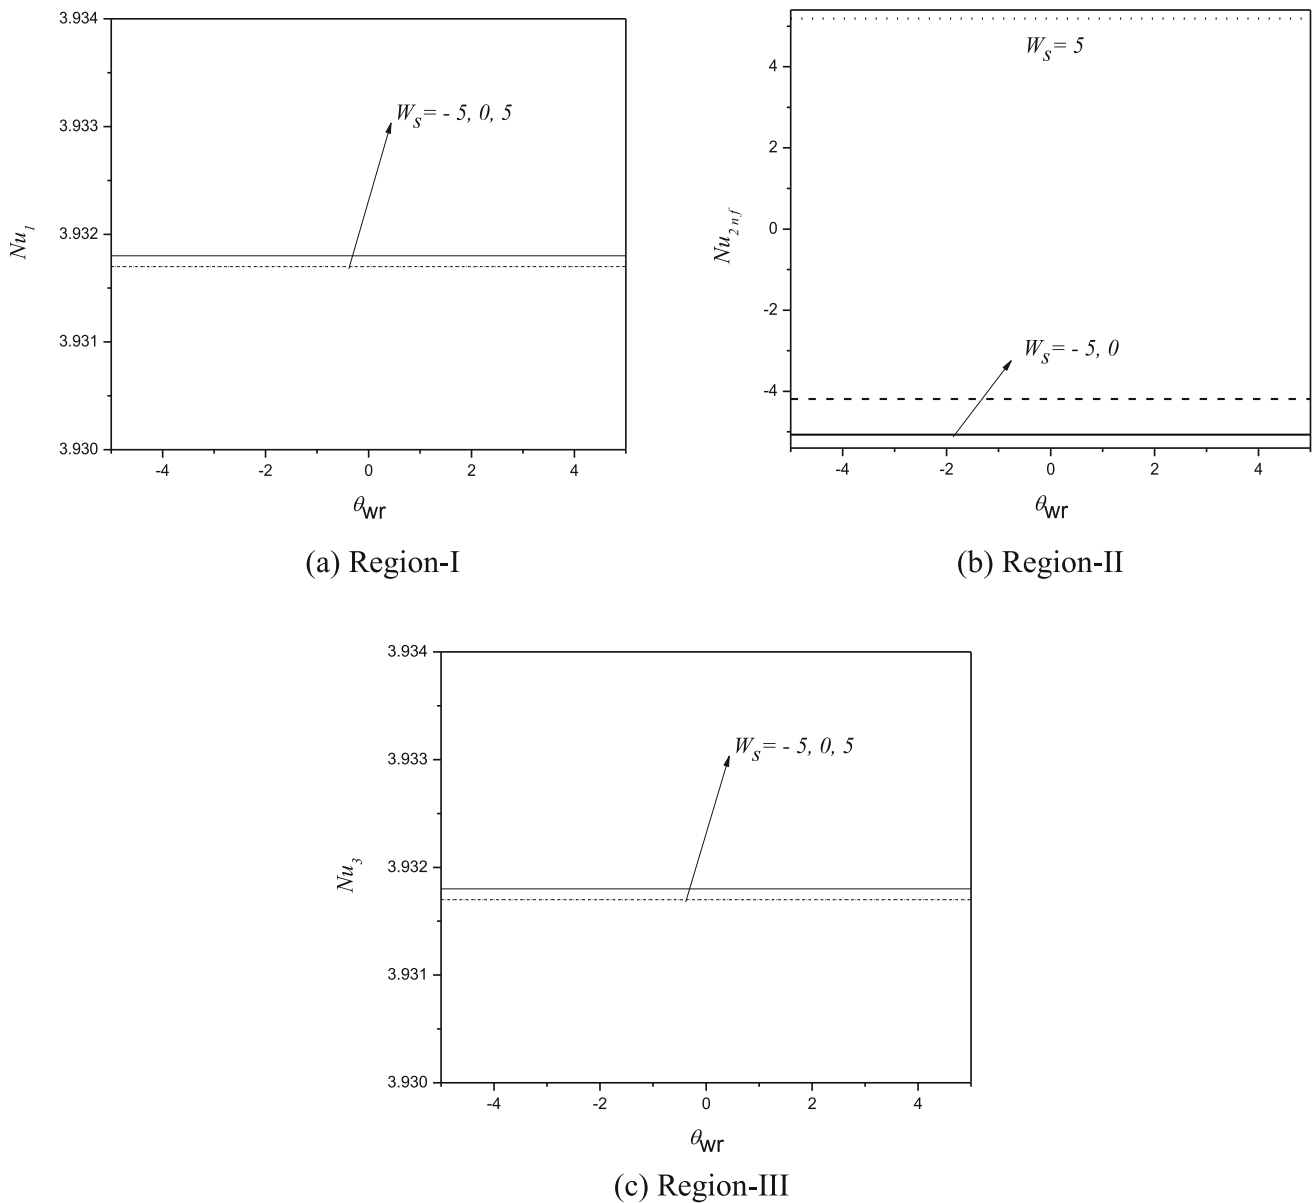 3.934
3.933
3.932
3.931
3.930
Nu1
Ws= - 5, 0, 5
-4 -2 0 2 4
θwr
(a) Region-I
4
2
0
-2
-4
Nu2 n f
Ws= 5
Ws= - 5, 0
-4 -2 0 2 4
θwr
(b) Region-II
3.934
3.933
3.932
3.931
3.930
Nu3
Ws= - 5, 0, 5
-4 -2 0 2 4
θwr
(c) Region-III